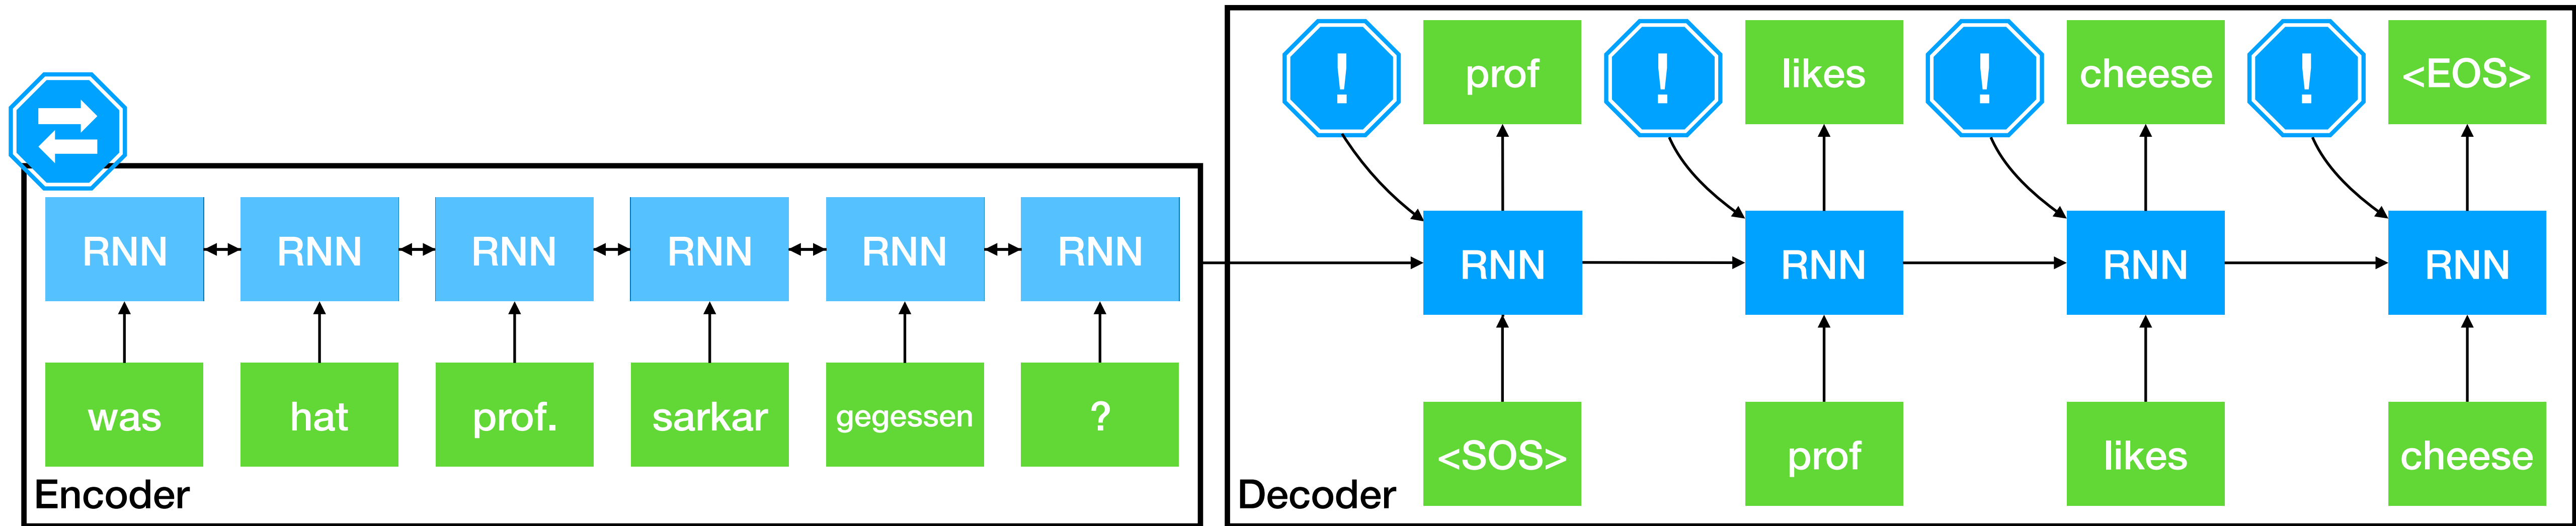 RNN RNN RNN RNN RNN RNN
was hat prof. sarkar gegessen ?
Encoder
! prof ! likes ! cheese ! <EOS>
RNN RNN RNN RNN
<SOS> prof likes cheese
Decoder